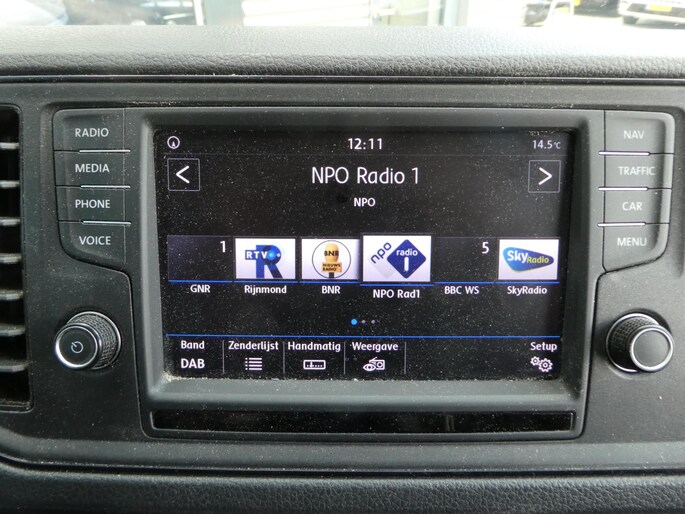 12:11
14.5°C
RADIO
MEDIA
PHONE
VOICE
NAV
TRAFFIC
CAR
MENU
<
NPO Radio 1
>
NPO
1
GNR
RTV R
Rijnmond
BNR
NIEUWS
RADIO
BNR
npo
radio
1
NPO Rad1
5
BBC WS
Sky Radio
SkyRadio
Band
DAB
Zenderlijst
Handmatig
Weergave
Setup